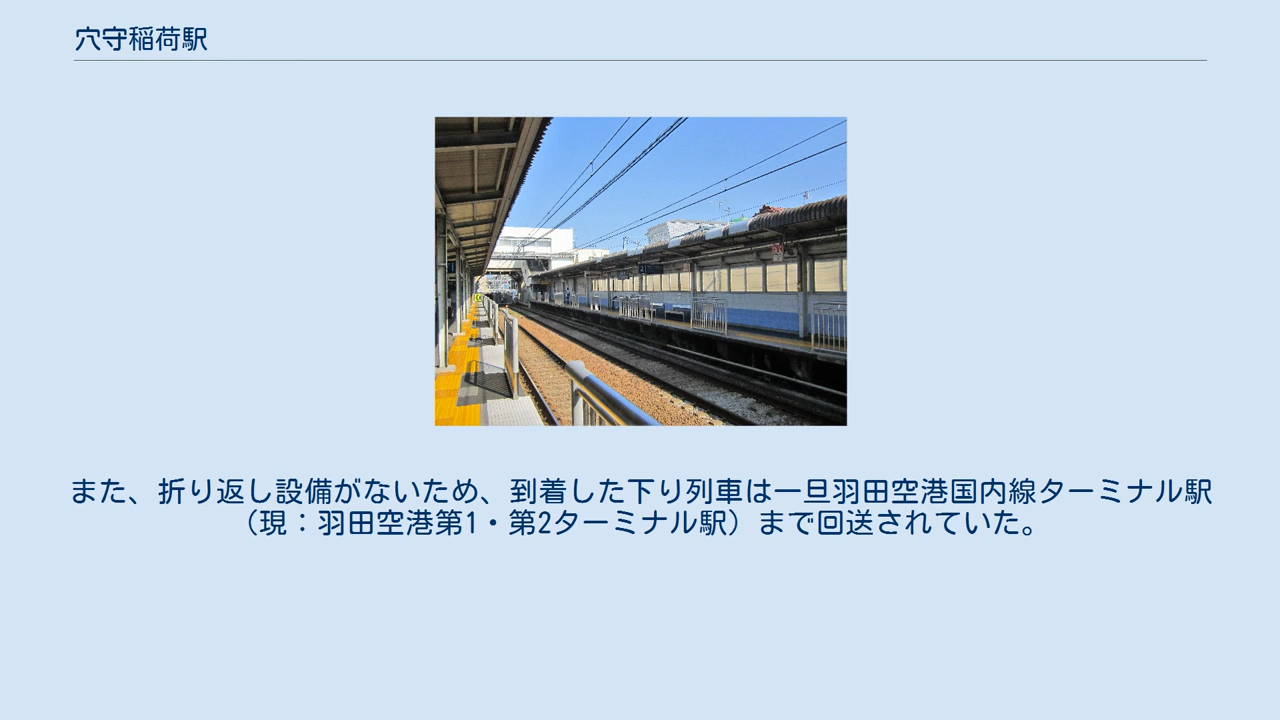 穴守稲荷駅
また、折り返し設備がないため、到着した下り列車は一旦羽田空港国内線ターミナル駅
（現：羽田空港第1・第2ターミナル駅）まで回送されていた。